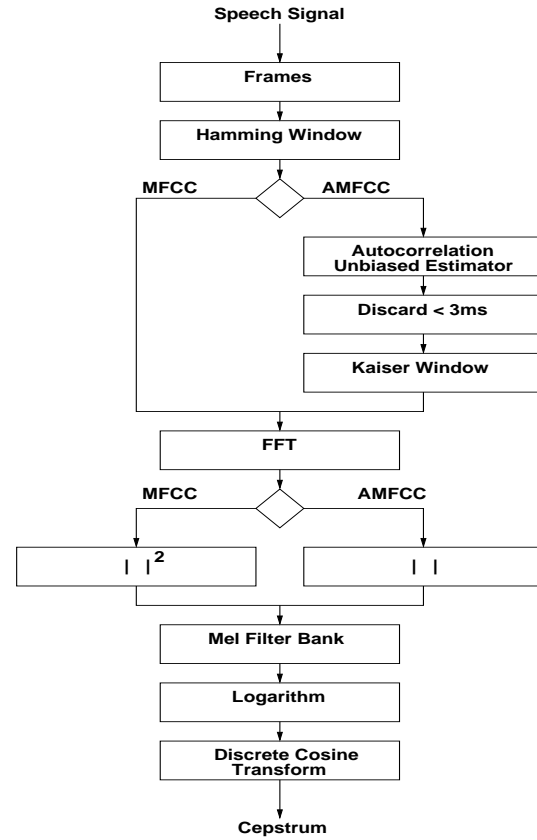 Speech Signal
Frames
Hamming Window
MFCC
AMFCC
Autocorrelation
Unbiased Estimator
Discard < 3ms
Kaiser Window
FFT
MFCC
AMFCC
| |²
| |
Mel Filter Bank
Logarithm
Discrete Cosine
Transform
Cepstrum